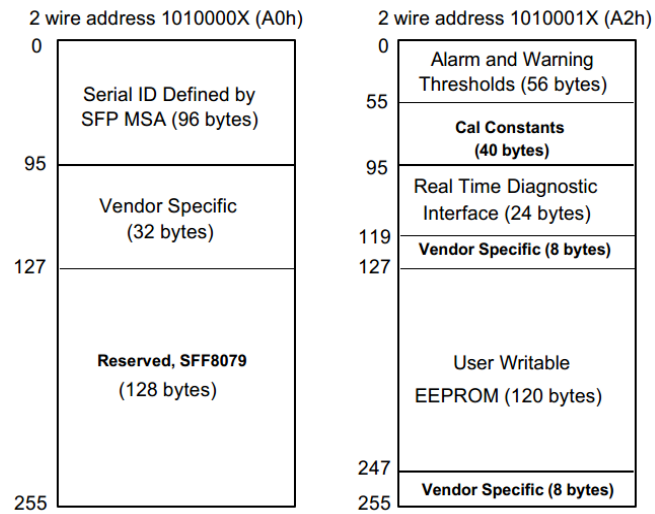 2 wire address 1010000X (A0h)
0
Serial ID Defined by
SFP MSA (96 bytes)
95
Vendor Specific
(32 bytes)
127
Reserved, SFF8079
(128 bytes)
255
2 wire address 1010001X (A2h)
0
Alarm and Warning
Thresholds (56 bytes)
55
Cal Constants
(40 bytes)
95
Real Time Diagnostic
Interface (24 bytes)
119
Vendor Specific (8 bytes)
127
User Writable
EEPROM (120 bytes)
247
Vendor Specific (8 bytes)
255